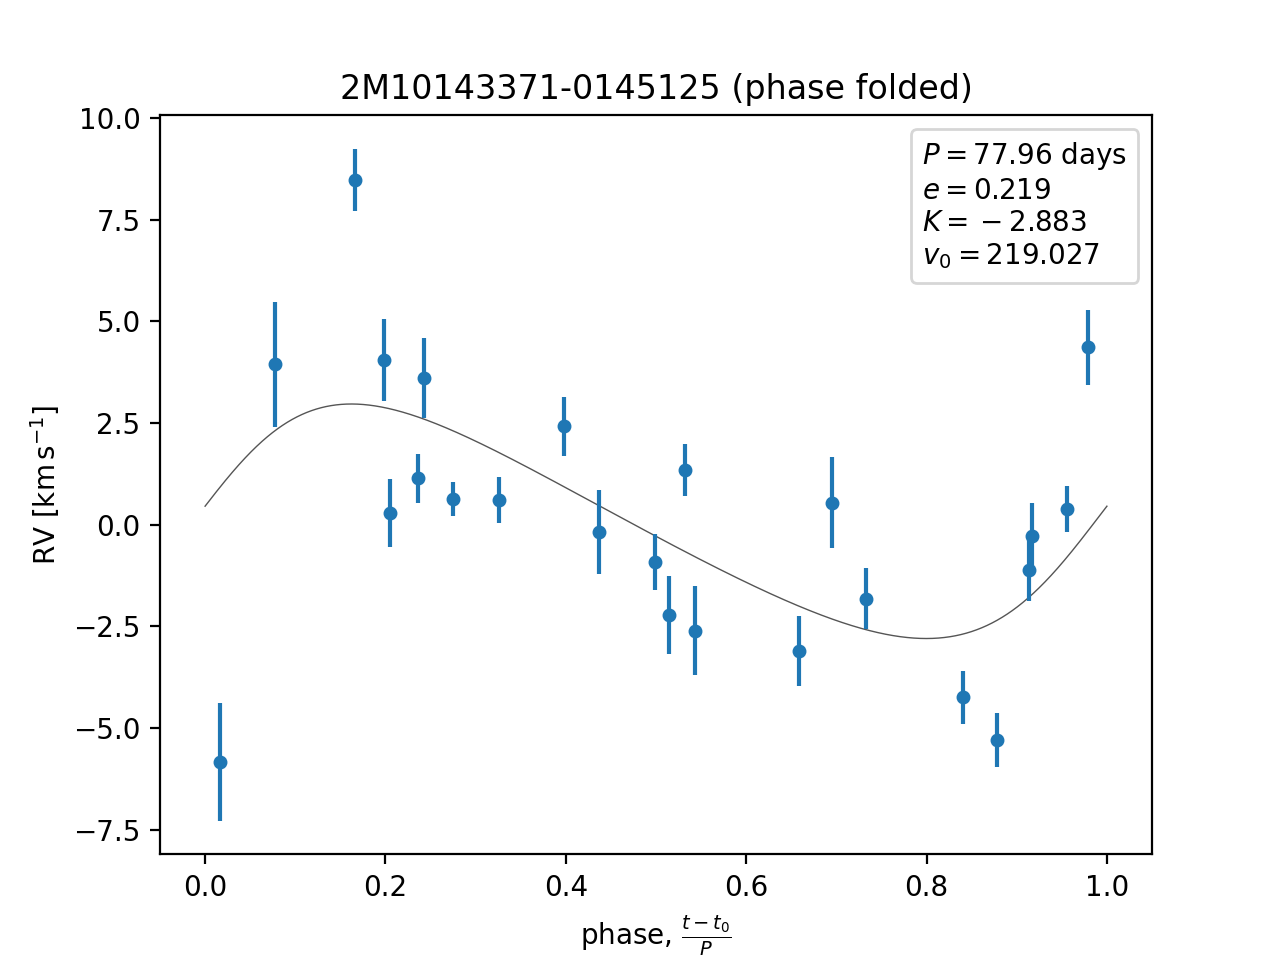 2M10143371-0145125 (phase folded)
P = 77.96 days
e = 0.219
K = −2.883
v₀ = 219.027
RV [km s⁻¹]
10.0
7.5
5.0
2.5
0.0
−2.5
−5.0
−7.5
0.0 0.2 0.4 0.6 0.8 1.0
phase, (t − t₀)/P